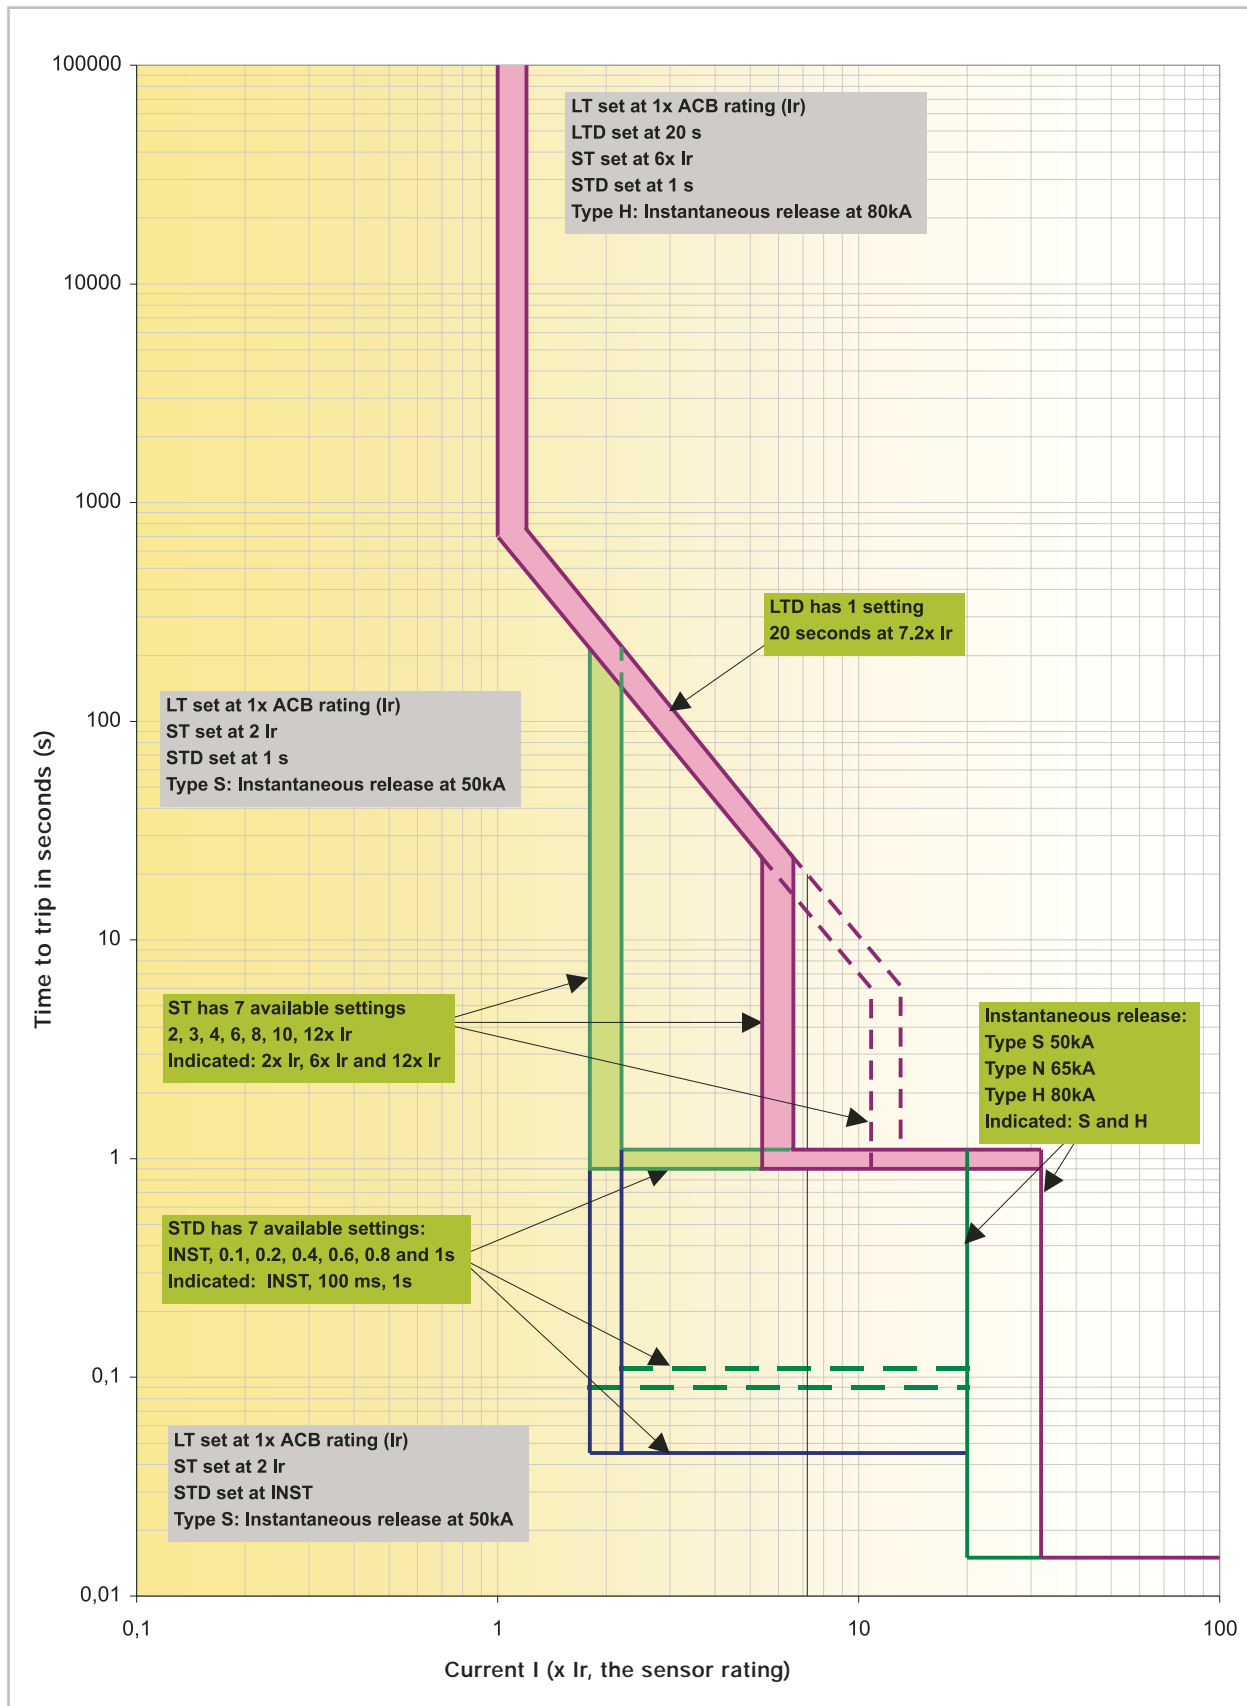 100000
10000
1000
100
10
1
0,1
0,01
Time to trip in seconds (s)
LT set at 1x ACB rating (Ir)
LTD set at 20 s
ST set at 6x Ir
STD set at 1 s
Type H: Instantaneous release at 80kA
LTD has 1 setting
20 seconds at 7.2x Ir
LT set at 1x ACB rating (Ir)
ST set at 2 Ir
STD set at 1 s
Type S: Instantaneous release at 50kA
ST has 7 available settings
2, 3, 4, 6, 8, 10, 12x Ir
Indicated: 2x Ir, 6x Ir and 12x Ir
Instantaneous release:
Type S 50kA
Type N 65kA
Type H 80kA
Indicated: S and H
STD has 7 available settings:
INST, 0.1, 0.2, 0.4, 0.6, 0.8 and 1s
Indicated:  INST, 100 ms, 1s
LT set at 1x ACB rating (Ir)
ST set at 2 Ir
STD set at INST
Type S: Instantaneous release at 50kA
0,1
1
10
100
Current I (x Ir, the sensor rating)